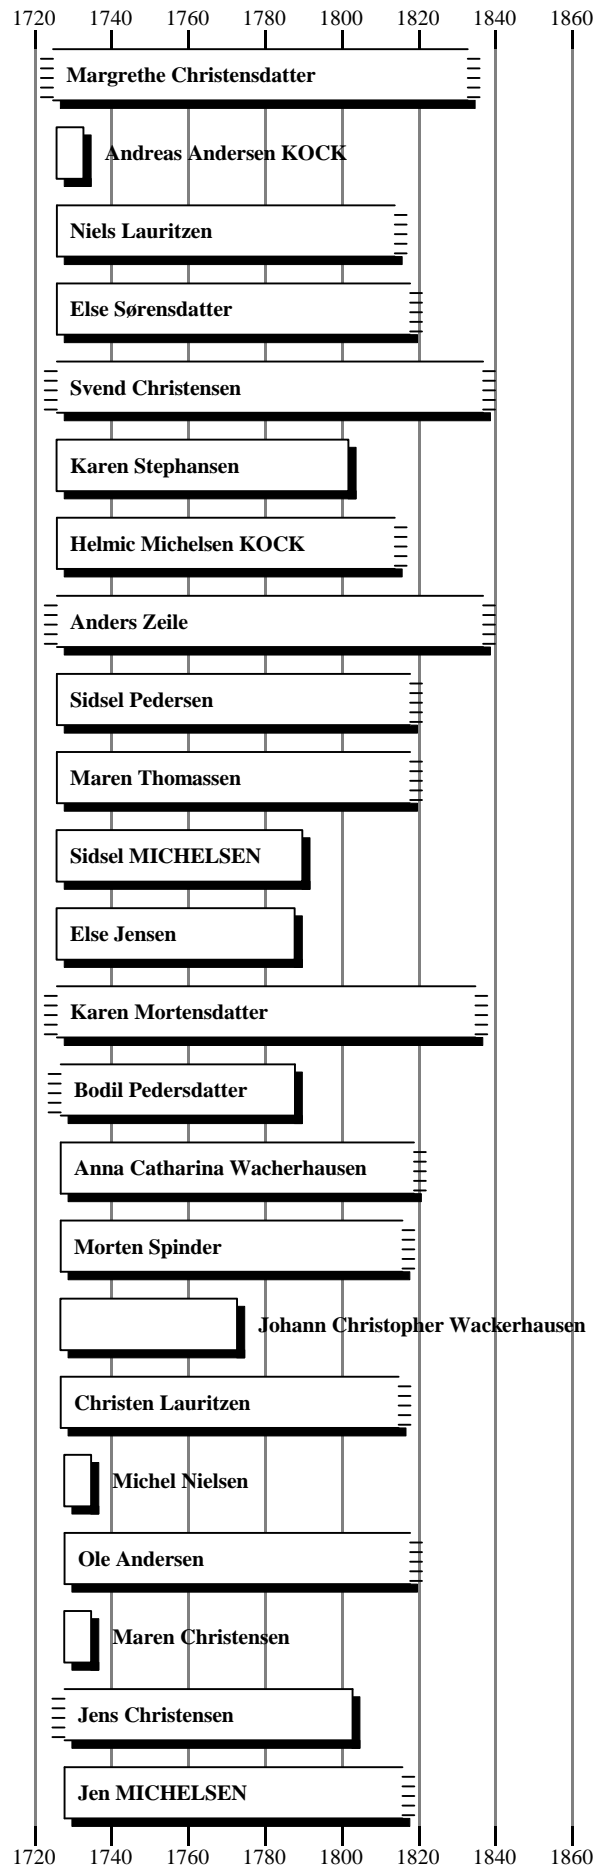 1720 1740 1760 1780 1800 1820 1840 1860
Margrethe Christensdatter
Andreas Andersen KOCK
Niels Lauritzen
Else Sørensdatter
Svend Christensen
Karen Stephansen
Helmic Michelsen KOCK
Anders Zeile
Sidsel Pedersen
Maren Thomassen
Sidsel MICHELSEN
Else Jensen
Karen Mortensdatter
Bodil Pedersdatter
Anna Catharina Wacherhausen
Morten Spinder
Johann Christopher Wackerhausen
Christen Lauritzen
Michel Nielsen
Ole Andersen
Maren Christensen
Jens Christensen
Jen MICHELSEN
1720 1740 1760 1780 1800 1820 1840 1860